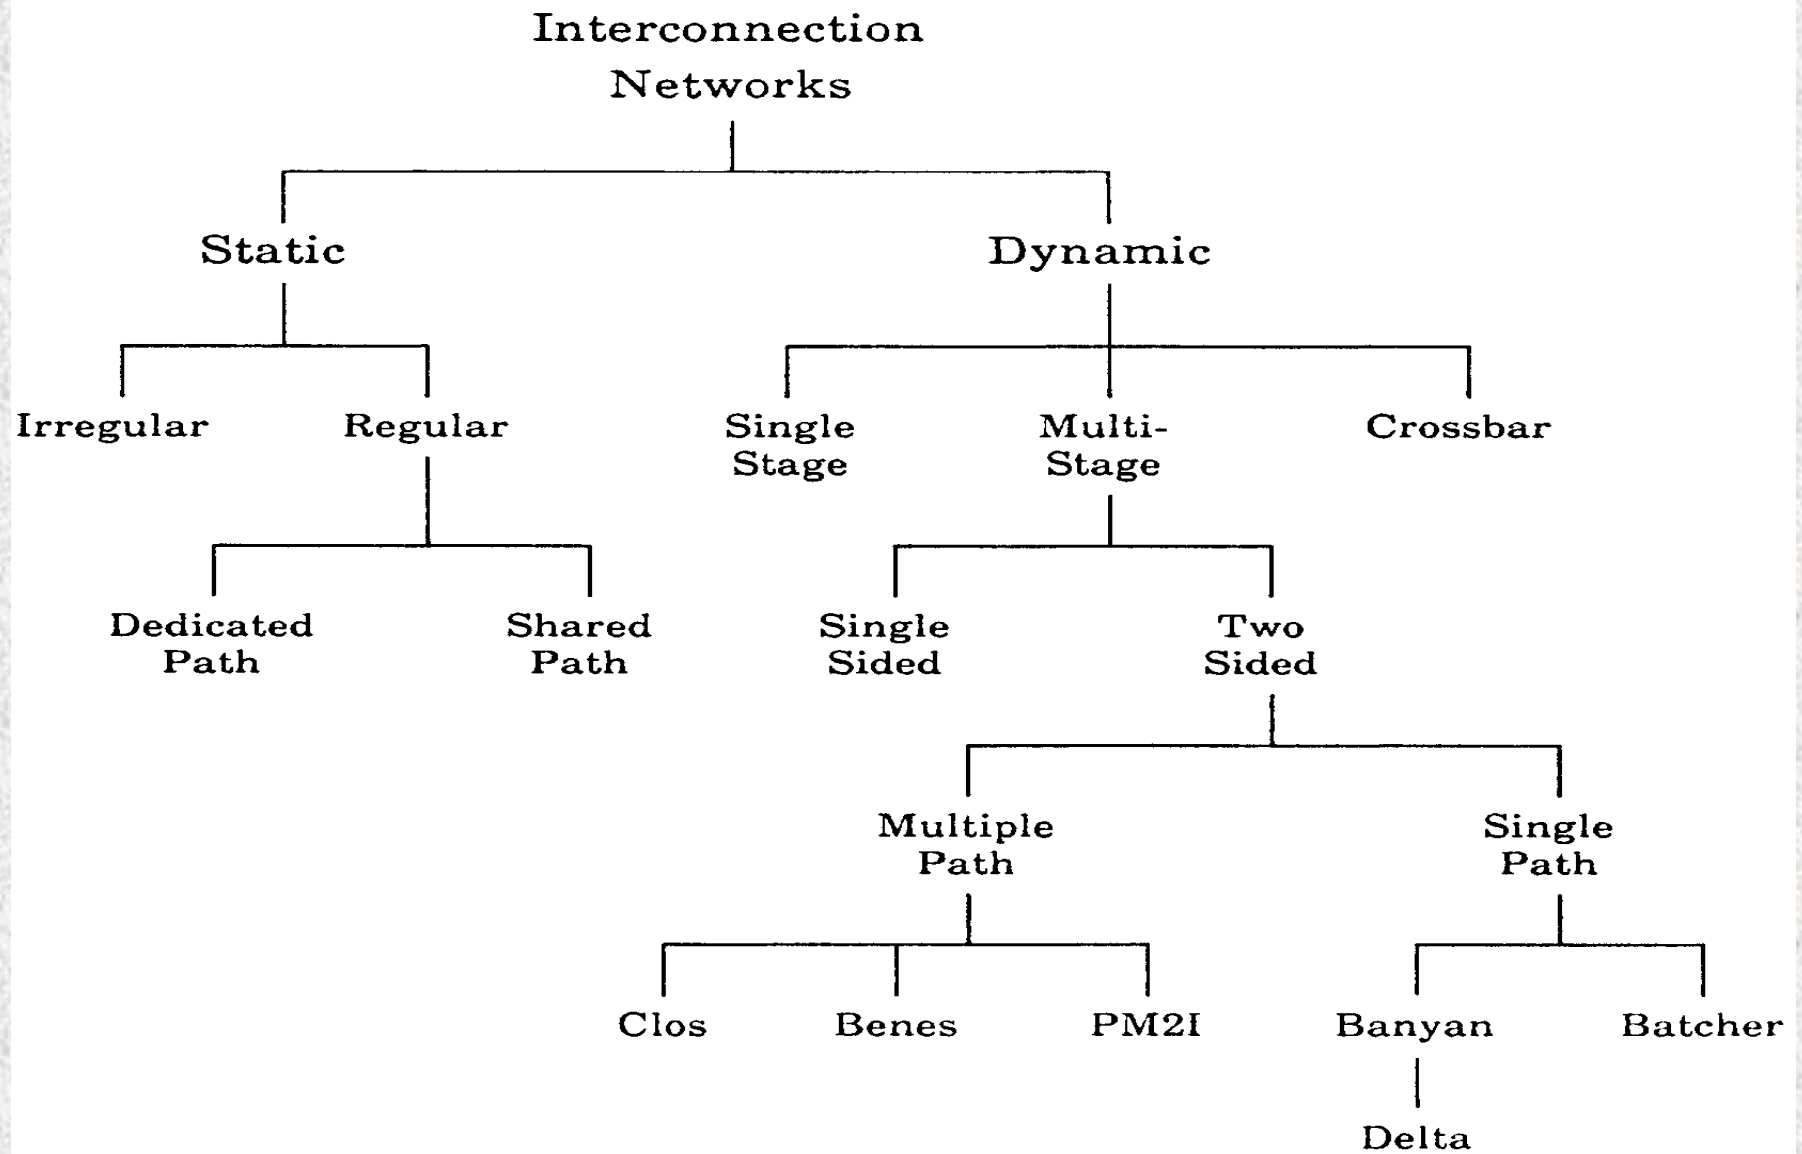 Interconnection
Networks
Static
Dynamic
Irregular
Regular
Single
Stage
Multi-
Stage
Crossbar
Dedicated
Path
Shared
Path
Single
Sided
Two
Sided
Multiple
Path
Single
Path
Clos
Benes
PM2I
Banyan
Batcher
Delta